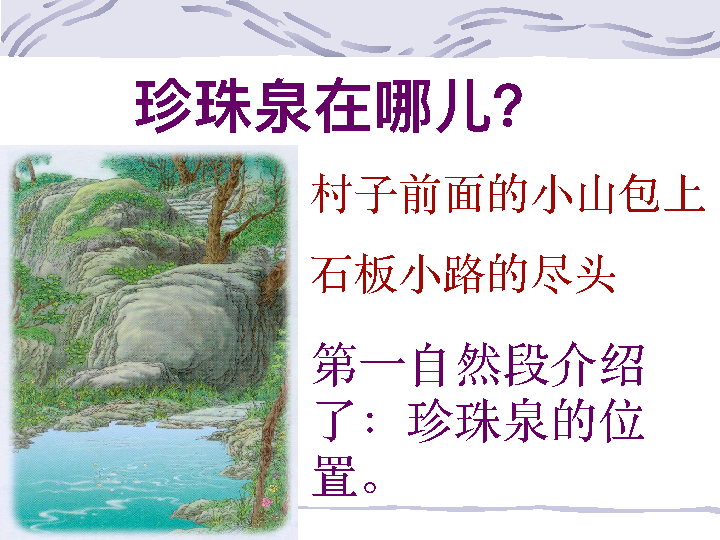 珍珠泉在哪儿?
村子前面的小山包上
石板小路的尽头
第一自然段介绍
了：珍珠泉的位
置。